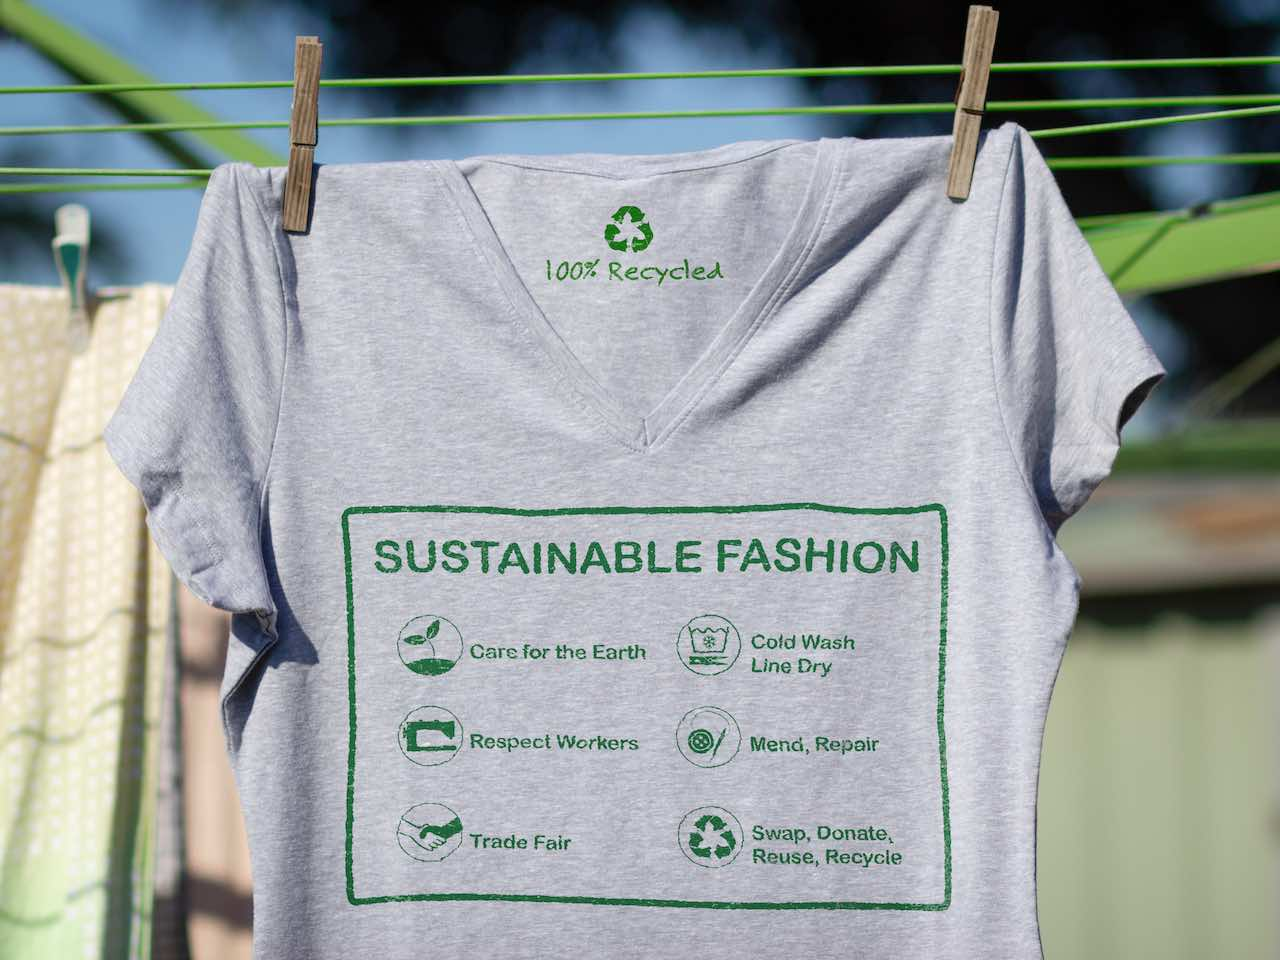 100% Recycled
SUSTAINABLE FASHION
Care for the Earth
Cold Wash
Line Dry
Respect Workers
Mend, Repair
Trade Fair
Swap, Donate,
Reuse, Recycle